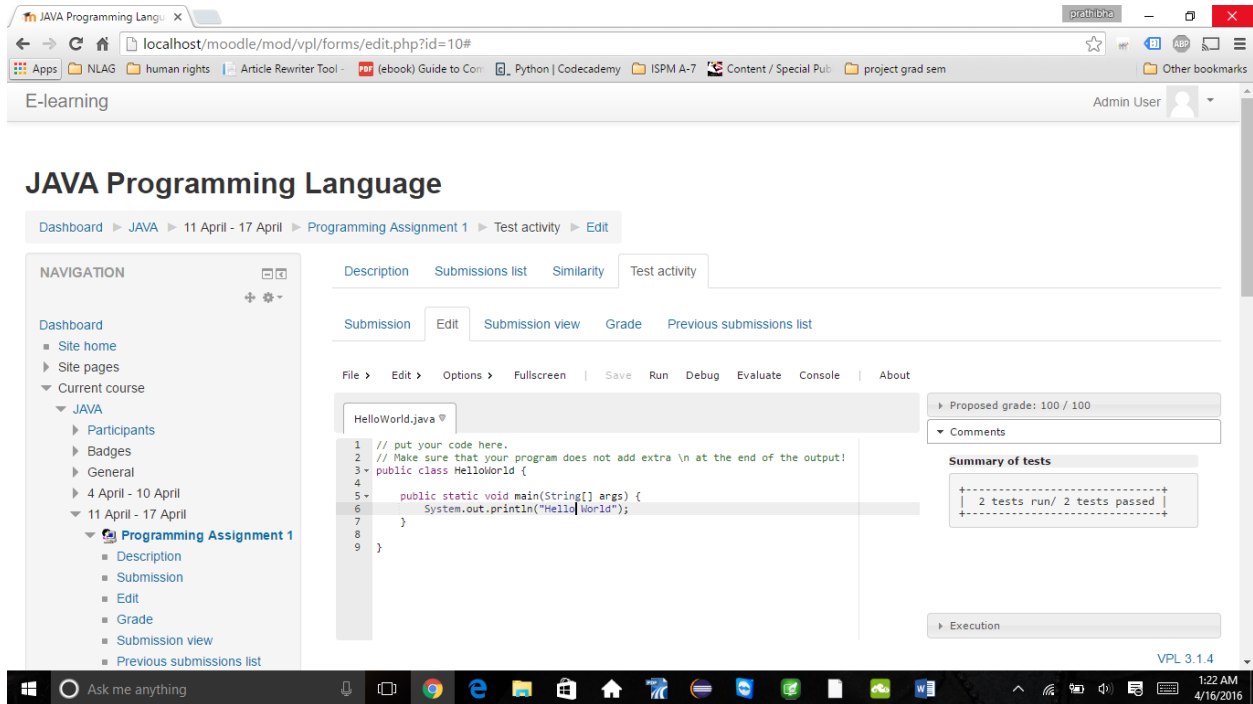 JAVA Programming Langu
prathibha
localhost/moodle/mod/vpl/forms/edit.php?id=10#
ABP
Apps NLAG human rights Article Rewriter Tool - PDF (ebook) Guide to Com Python | Codecademy ISPM A-7 Content / Special Pub project grad sem Other bookmarks
E-learning Admin User
JAVA Programming Language
Dashboard JAVA 11 April - 17 April Programming Assignment 1 Test activity Edit
NAVIGATION
Dashboard
Site home
Site pages
Current course
JAVA
Participants
Badges
General
4 April - 10 April
11 April - 17 April
Programming Assignment 1
Description
Submission
Edit
Grade
Submission view
Previous submissions list
Description Submissions list Similarity Test activity
Submission Edit Submission view Grade Previous submissions list
File > Edit > Options > Fullscreen | Save Run Debug Evaluate Console | About
HelloWorld.java
1 // put your code here.
2 // Make sure that your program does not add extra \n at the end of the output!
3 public class HelloWorld {
4
5 public static void main(String[] args) {
6 System.out.println("Hello World");
7 }
8
9 }
Proposed grade: 100 / 100
Comments
Summary of tests
+------------------------------+
| 2 tests run/ 2 tests passed |
+------------------------------+
Execution
VPL 3.1.4
Ask me anything
1:22 AM
4/16/2016